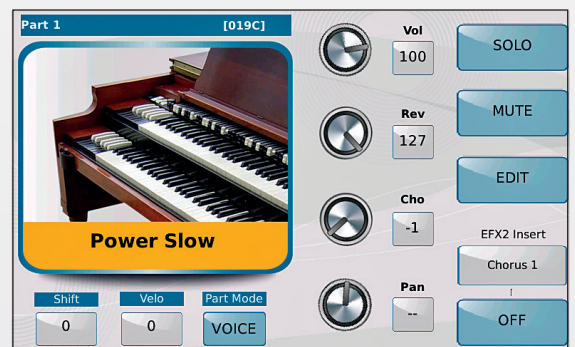 Part 1 [019C]
Power Slow
Shift Velo Part Mode
0 0 VOICE
Vol
100
Rev
127
Cho
-1
Pan
--
SOLO
MUTE
EDIT
EFX2 Insert
Chorus 1
OFF